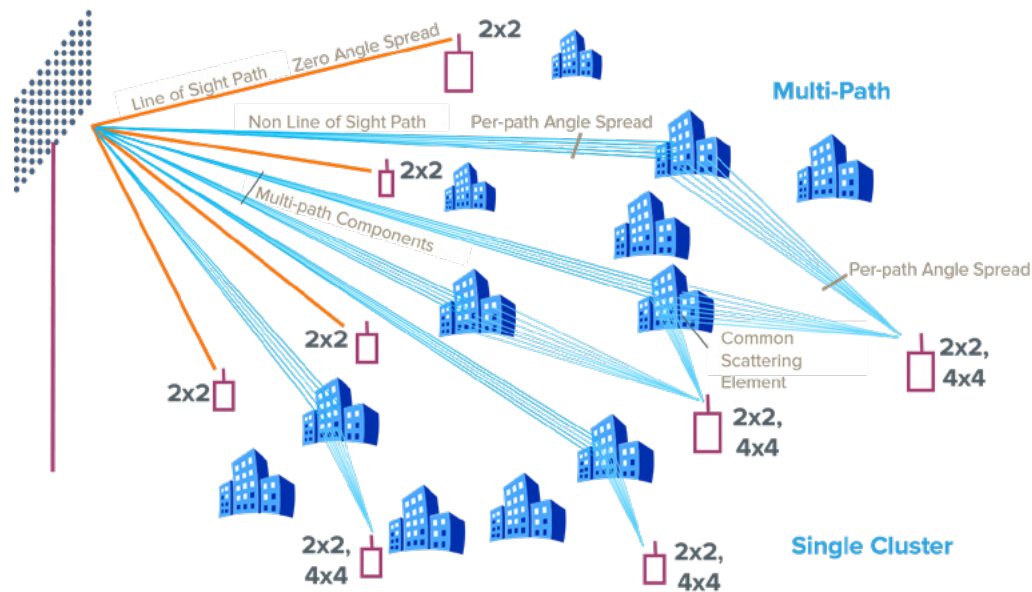 2x2
Zero Angle Spread
Line of Sight Path
Multi-Path
Non Line of Sight Path
Per-path Angle Spread
2x2
Multi-path Components
Per-path Angle Spread
2x2
Common
Scattering
Element
2x2,
4x4
2x2
2x2,
4x4
2x2,
4x4
2x2,
4x4
Single Cluster